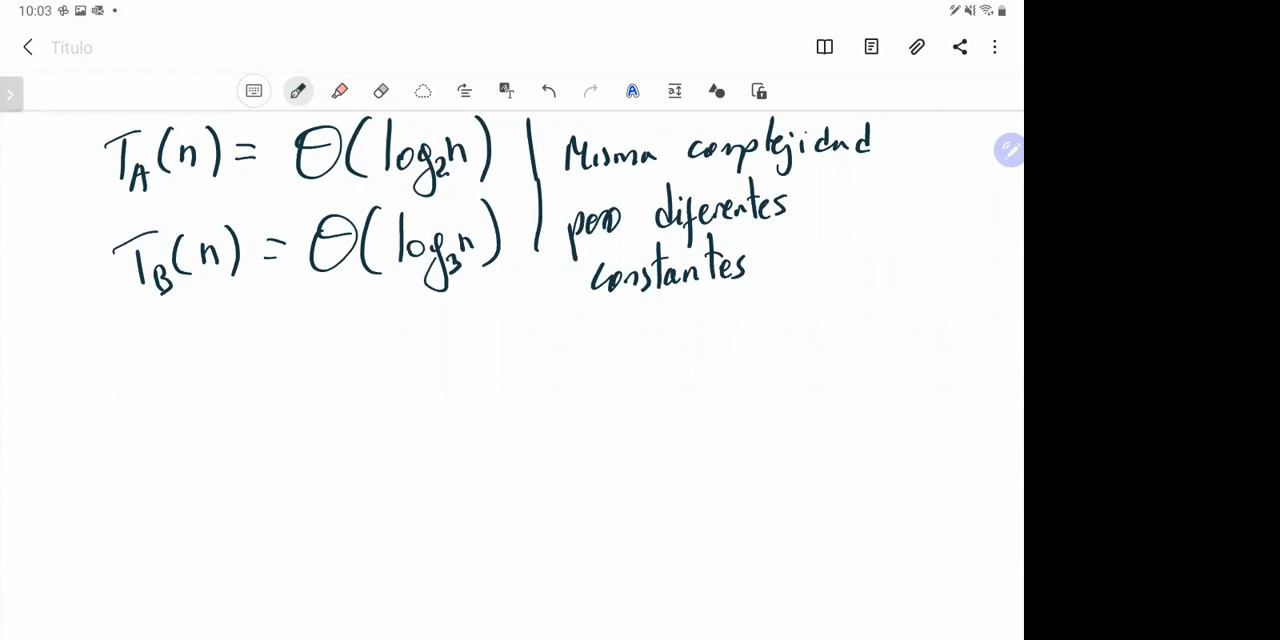 10:03
Título
T_A(n) = Θ(log₂n) | Misma complejidad
T_B(n) = Θ(log₃n) | pero diferentes
constantes